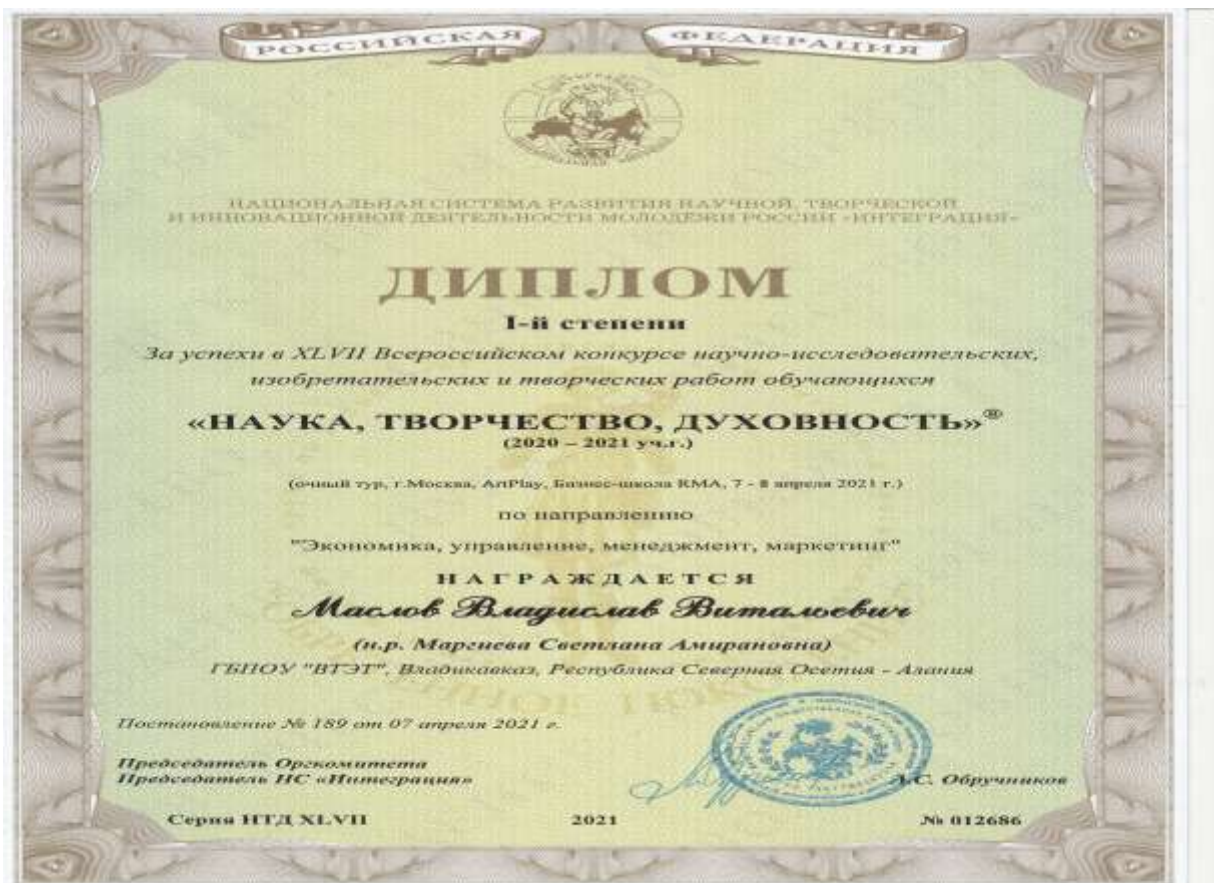 РОССИЙСКАЯ ФЕДЕРАЦИЯ
НАЦИОНАЛЬНАЯ СИСТЕМА РАЗВИТИЯ НАУЧНОЙ, ТВОРЧЕСКОЙ
И ИННОВАЦИОННОЙ ДЕЯТЕЛЬНОСТИ МОЛОДЁЖИ РОССИИ «ИНТЕГРАЦИЯ»
ДИПЛОМ
I-й степени
За успехи в XLVII Всероссийском конкурсе научно-исследовательских,
изобретательских и творческих работ обучающихся
«НАУКА, ТВОРЧЕСТВО, ДУХОВНОСТЬ»®
(2020 – 2021 уч.г.)
(очный тур, г.Москва, ArtPlay, Бизнес-школа RMA, 7 - 8 апреля 2021 г.)
по направлению
"Экономика, управление, менеджмент, маркетинг"
НАГРАЖДАЕТСЯ
Маслов Владислав Витальевич
(н.р. Маргиева Светлана Амирановна)
ГБПОУ "ВТЭТ", Владикавказ, Республика Северная Осетия - Алания
Постановление № 189 от 07 апреля 2021 г.
Председатель Оргкомитета
Председатель НС «Интеграция»
А.С. Обручников
Серия НТД XLVII 2021 № 012686